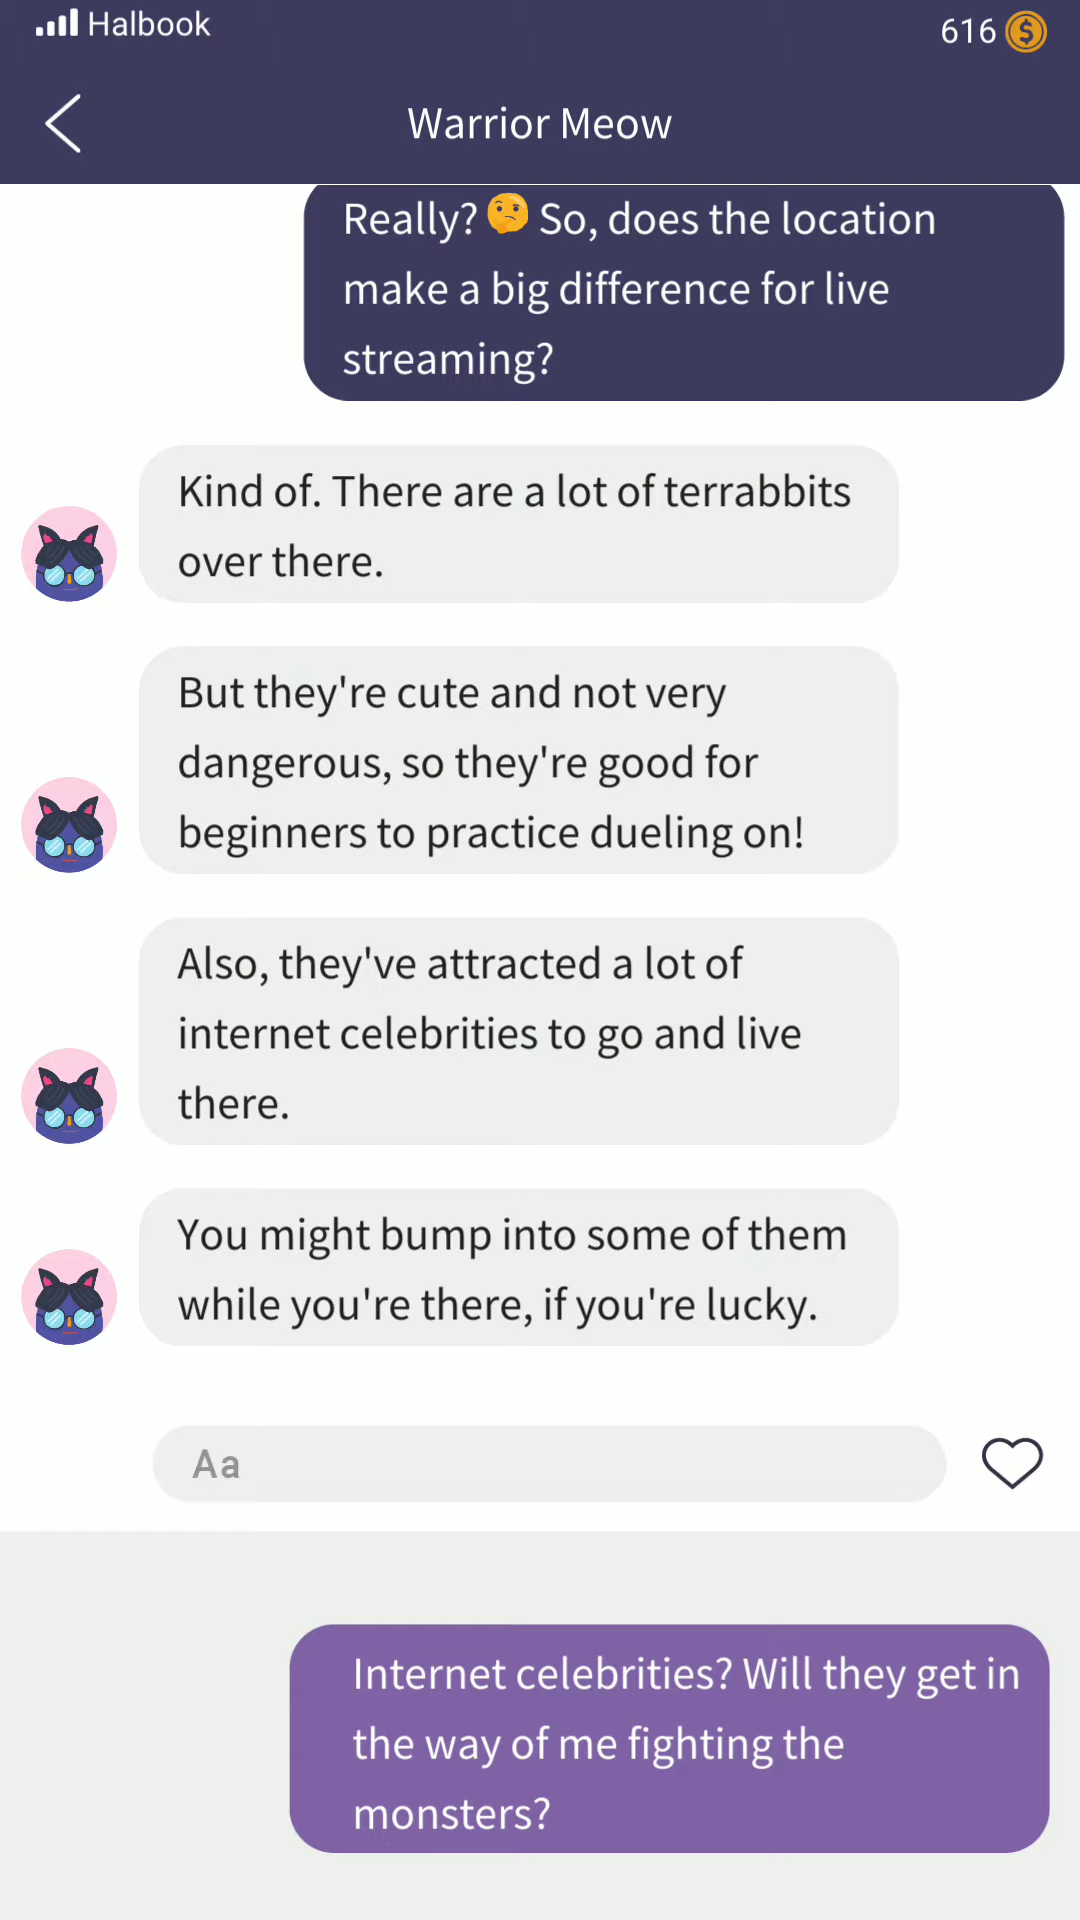 Halbook
616
Warrior Meow
Really? 🤔 So, does the location
make a big difference for live
streaming?
Kind of. There are a lot of terrabbits
over there.
But they're cute and not very
dangerous, so they're good for
beginners to practice dueling on!
Also, they've attracted a lot of
internet celebrities to go and live
there.
You might bump into some of them
while you're there, if you're lucky.
Aa
Internet celebrities? Will they get in
the way of me fighting the
monsters?